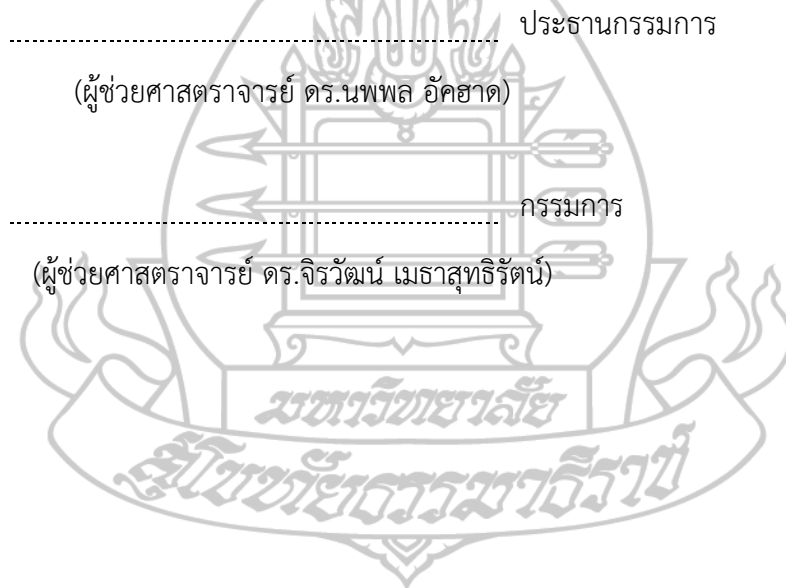 ................................................ ประธานกรรมการ
(ผู้ช่วยศาสตราจารย์ ดร.นพพล อัคฮาด)
................................................ กรรมการ
(ผู้ช่วยศาสตราจารย์ ดร.จิรวัฒน์ เมธาสุทธิรัตน์)
มหาวิทยาลัย
สุโขทัยธรรมาธิราช